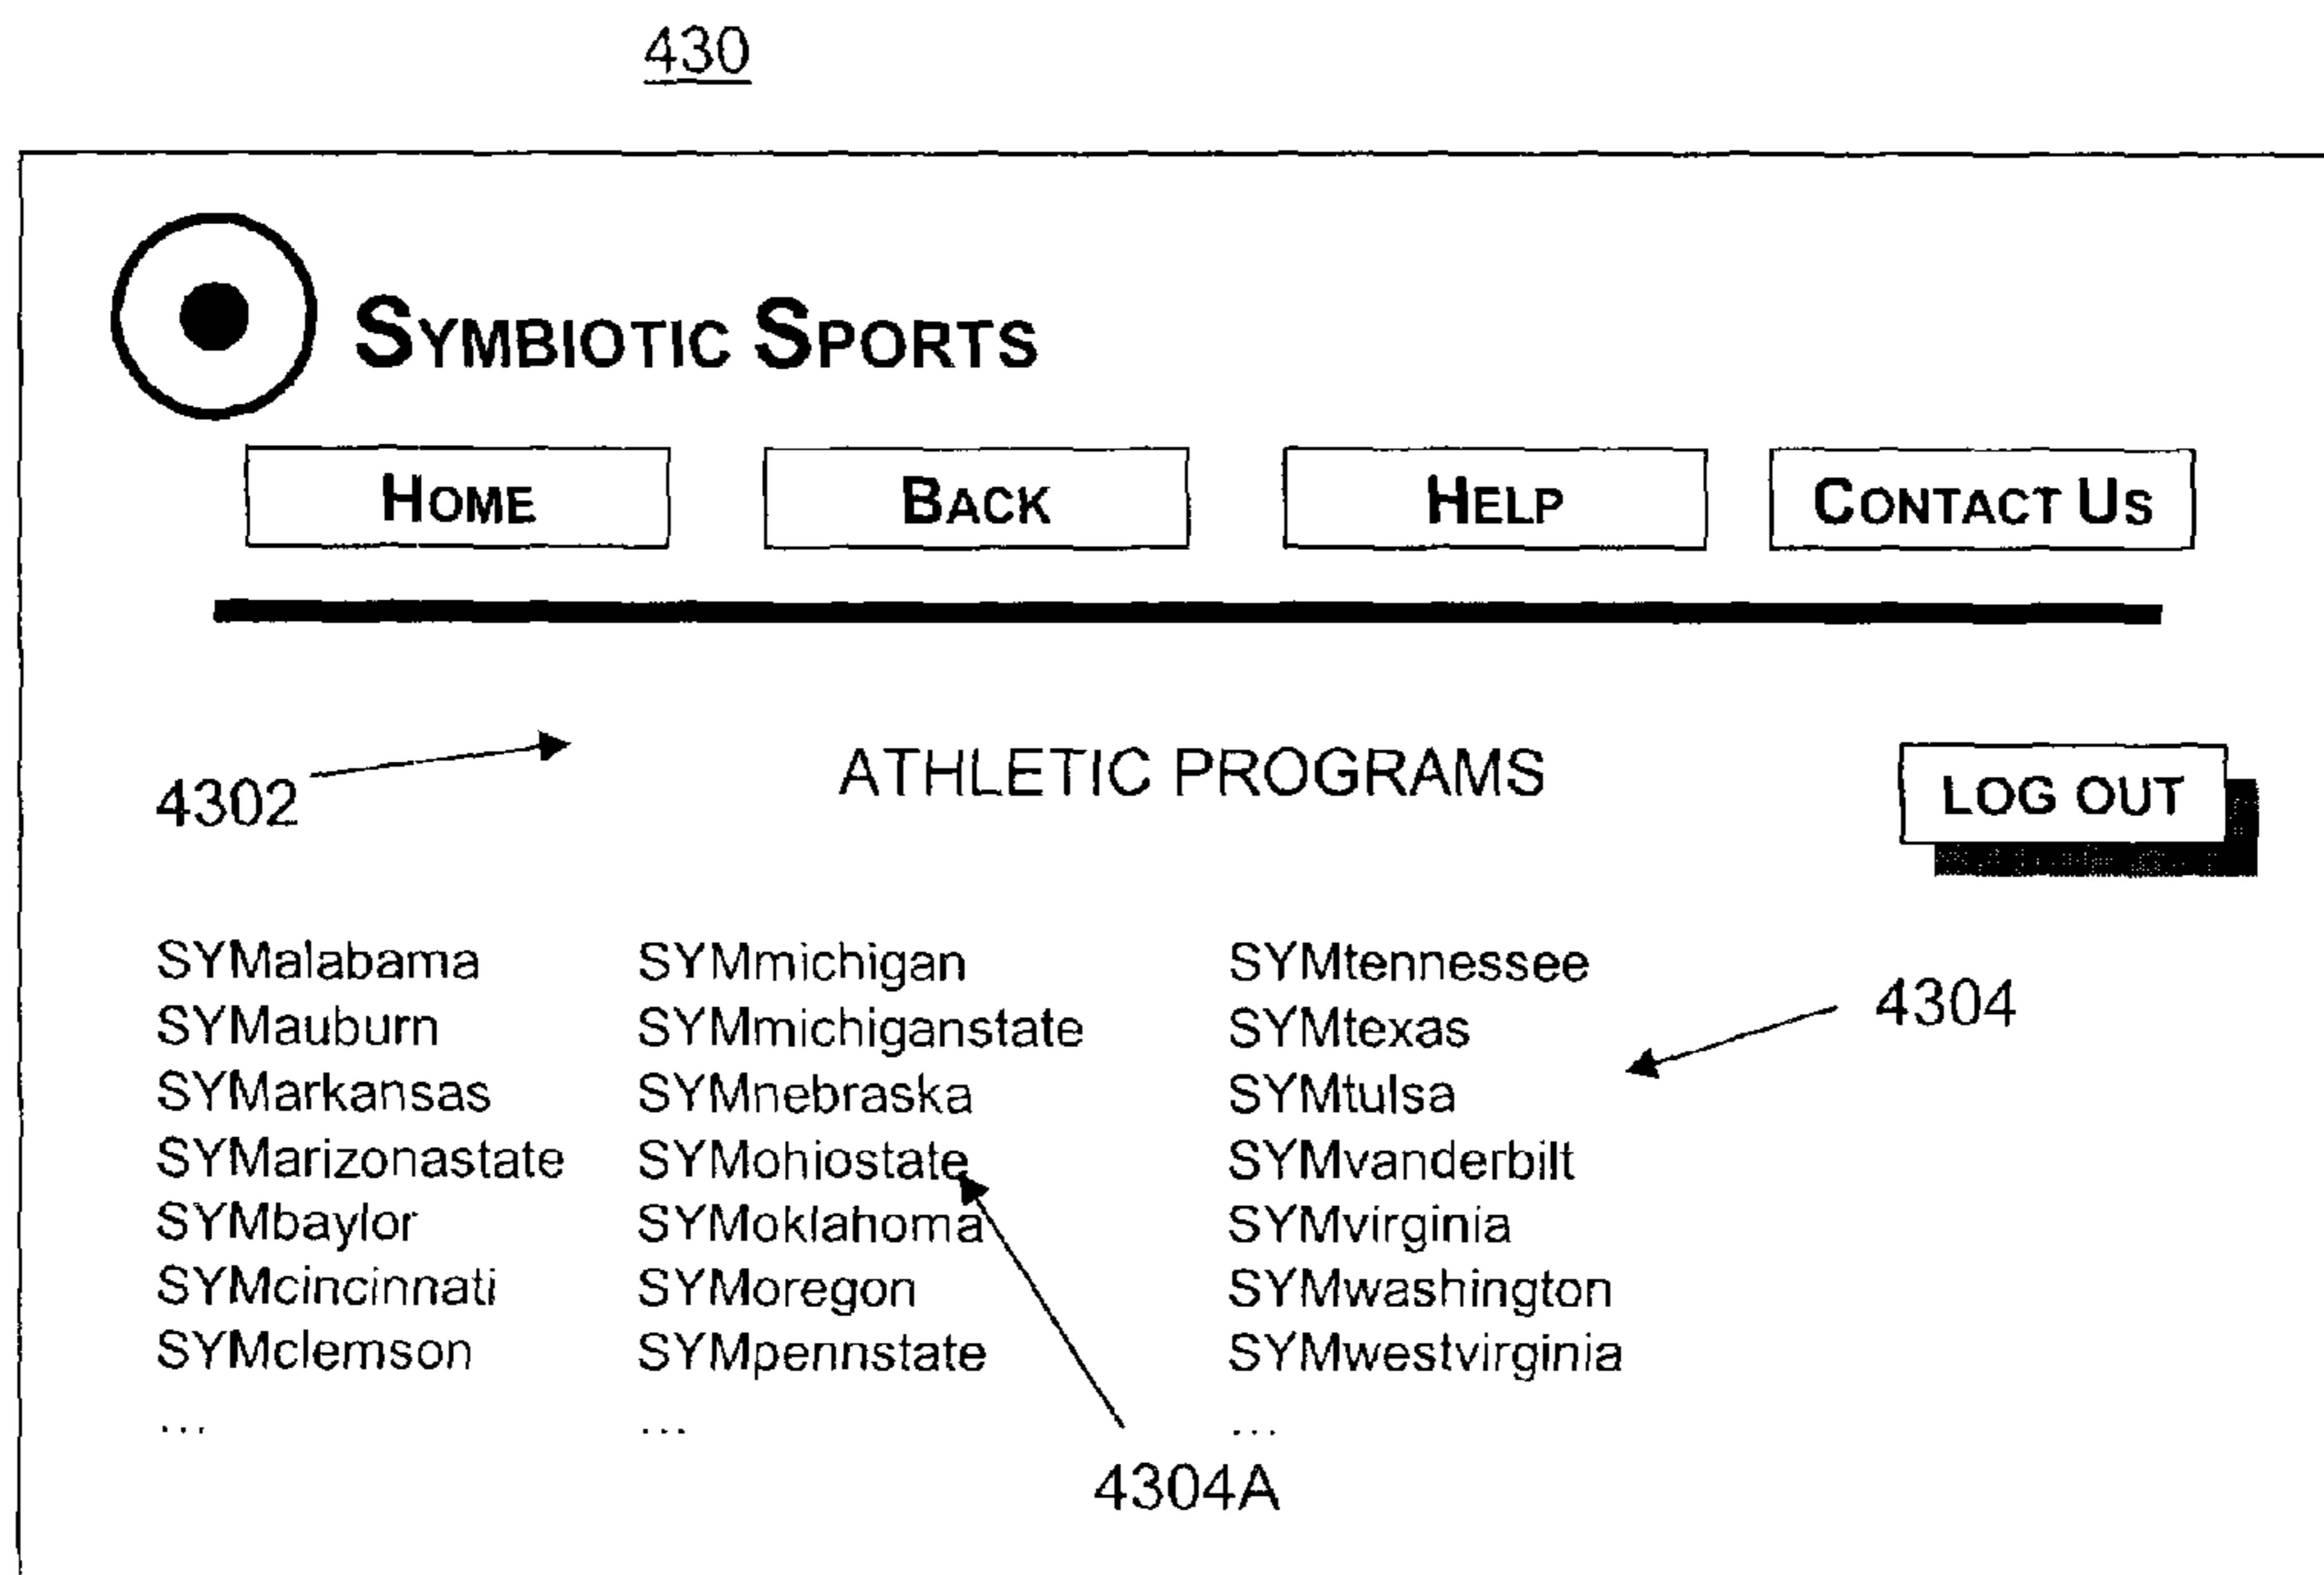 430
SYMBIOTIC SPORTS
HOME BACK HELP CONTACT US
4302 ATHLETIC PROGRAMS LOG OUT
SYMalabama SYMmichigan SYMtennessee
SYMauburn SYMmichiganstate SYMtexas 4304
SYMarkansas SYMnebraska SYMtulsa
SYMarizonastate SYMohiostate SYMvanderbilt
SYMbaylor SYMoklahoma SYMvirginia
SYMcincinnati SYMoregon SYMwashington
SYMclemson SYMpennstate SYMwestvirginia
... ... ...
4304A